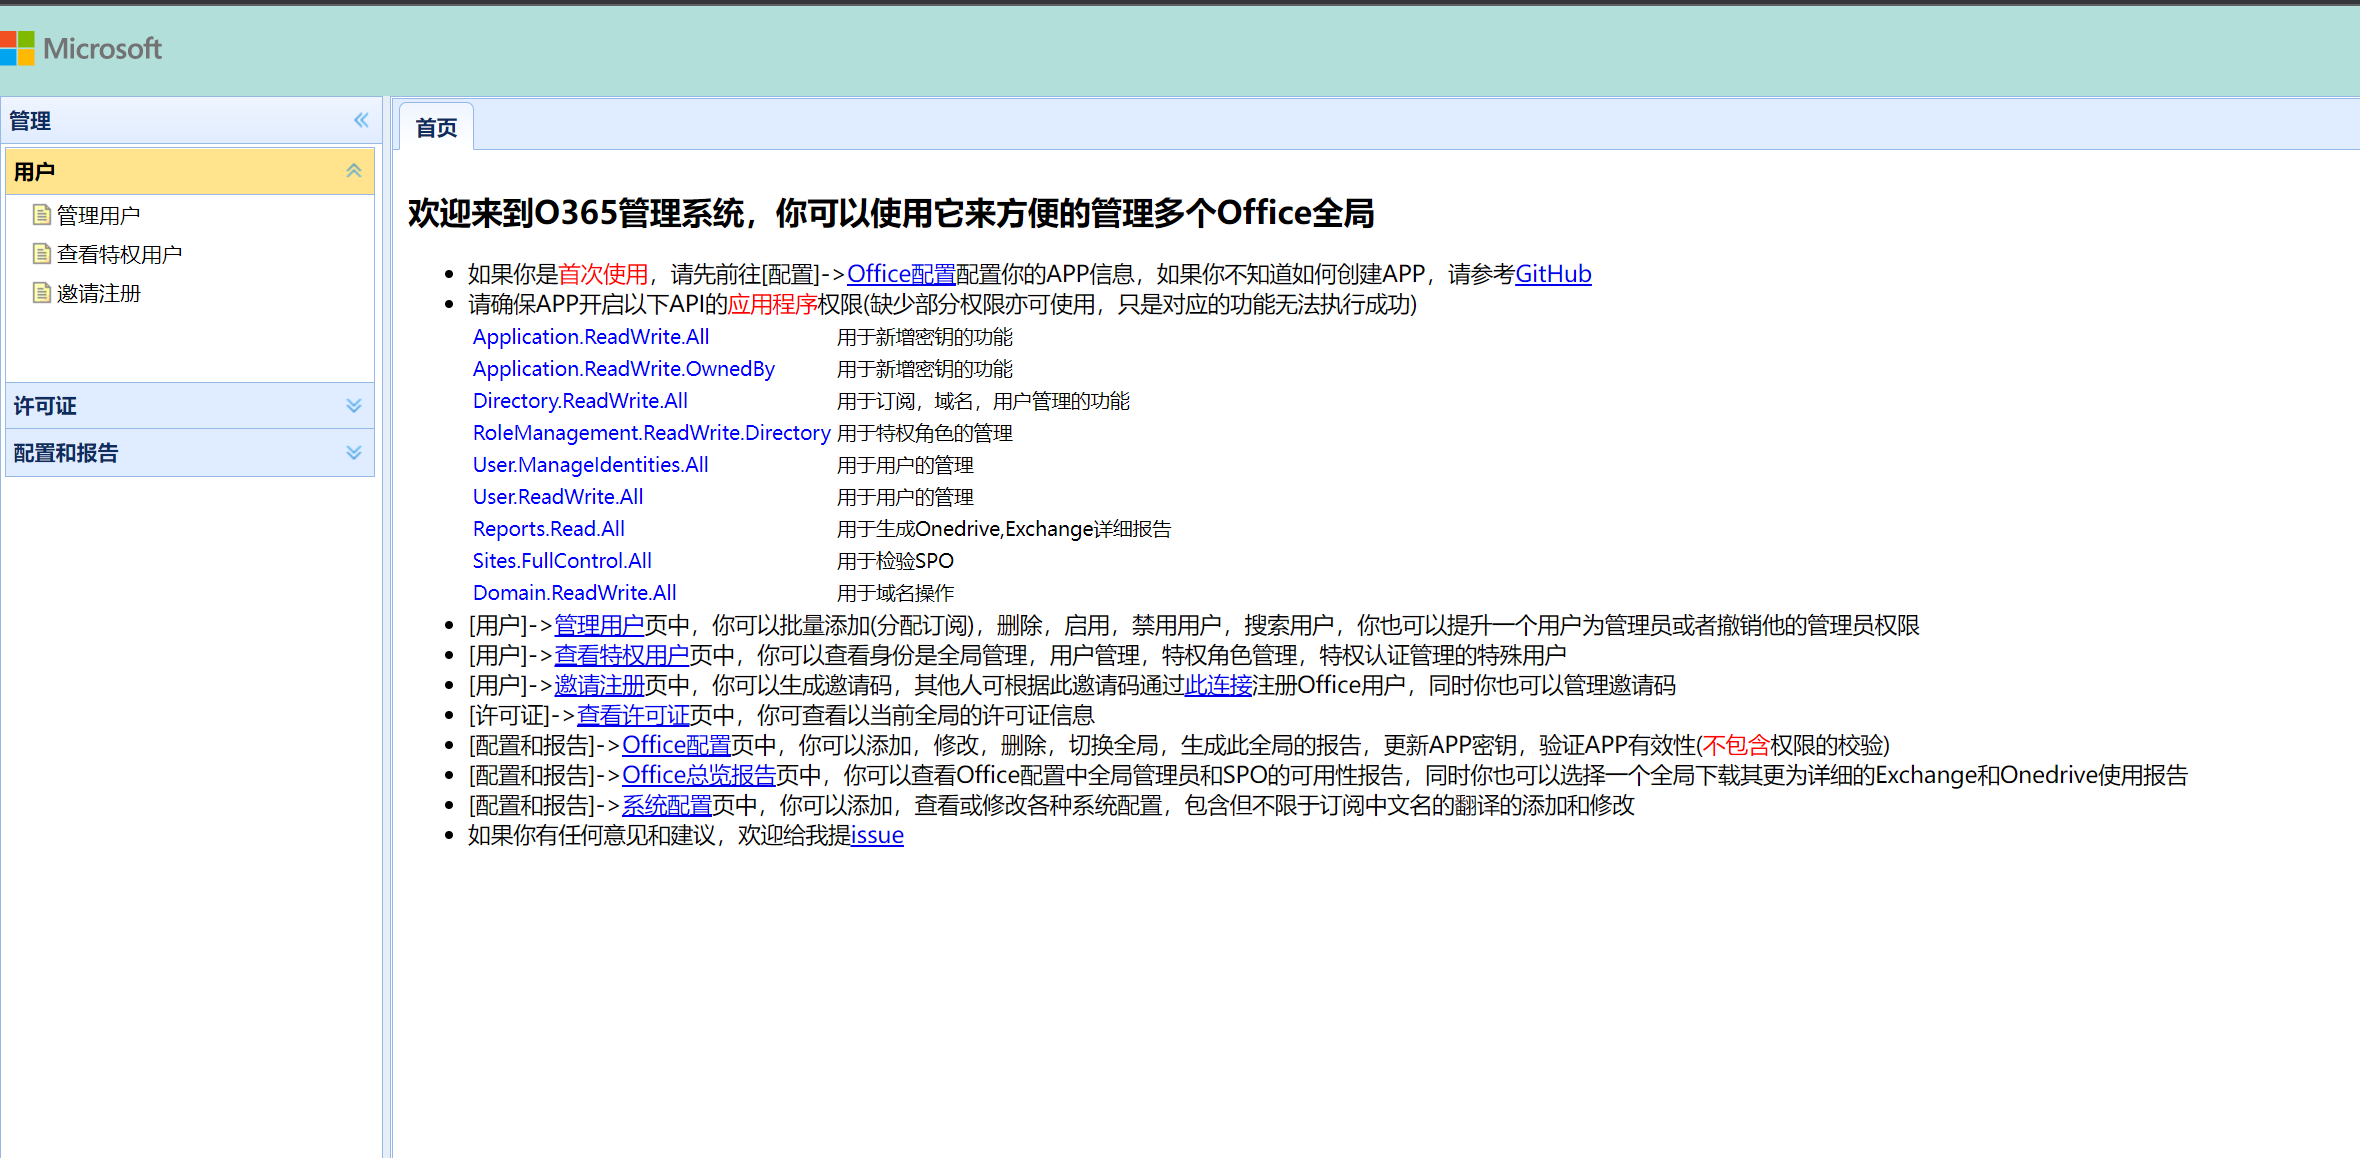 Microsoft
管理
用户
管理用户
查看特权用户
邀请注册
许可证
配置和报告
首页
欢迎来到O365管理系统，你可以使用它来方便的管理多个Office全局
如果你是首次使用，请先前往[配置]->Office配置配置你的APP信息，如果你不知道如何创建APP，请参考GitHub
请确保APP开启以下API的应用程序权限(缺少部分权限亦可使用，只是对应的功能无法执行成功)
Application.ReadWrite.All 用于新增密钥的功能
Application.ReadWrite.OwnedBy 用于新增密钥的功能
Directory.ReadWrite.All 用于订阅，域名，用户管理的功能
RoleManagement.ReadWrite.Directory 用于特权角色的管理
User.ManageIdentities.All 用于用户的管理
User.ReadWrite.All 用于用户的管理
Reports.Read.All 用于生成Onedrive,Exchange详细报告
Sites.FullControl.All 用于检验SPO
Domain.ReadWrite.All 用于域名操作
[用户]->管理用户页中，你可以批量添加(分配订阅)，删除，启用，禁用用户，搜索用户，你也可以提升一个用户为管理员或者撤销他的管理员权限
[用户]->查看特权用户页中，你可以查看身份是全局管理，用户管理，特权角色管理，特权认证管理的特殊用户
[用户]->邀请注册页中，你可以生成邀请码，其他人可根据此邀请码通过此连接注册Office用户，同时你也可以管理邀请码
[许可证]->查看许可证页中，你可查看以当前全局的许可证信息
[配置和报告]->Office配置页中，你可以添加，修改，删除，切换全局，生成此全局的报告，更新APP密钥，验证APP有效性(不包含权限的校验)
[配置和报告]->Office总览报告页中，你可以查看Office配置中全局管理员和SPO的可用性报告，同时你也可以选择一个全局下载其更为详细的Exchange和Onedrive使用报告
[配置和报告]->系统配置页中，你可以添加，查看或修改各种系统配置，包含但不限于订阅中文名的翻译的添加和修改
如果你有任何意见和建议，欢迎给我提issue